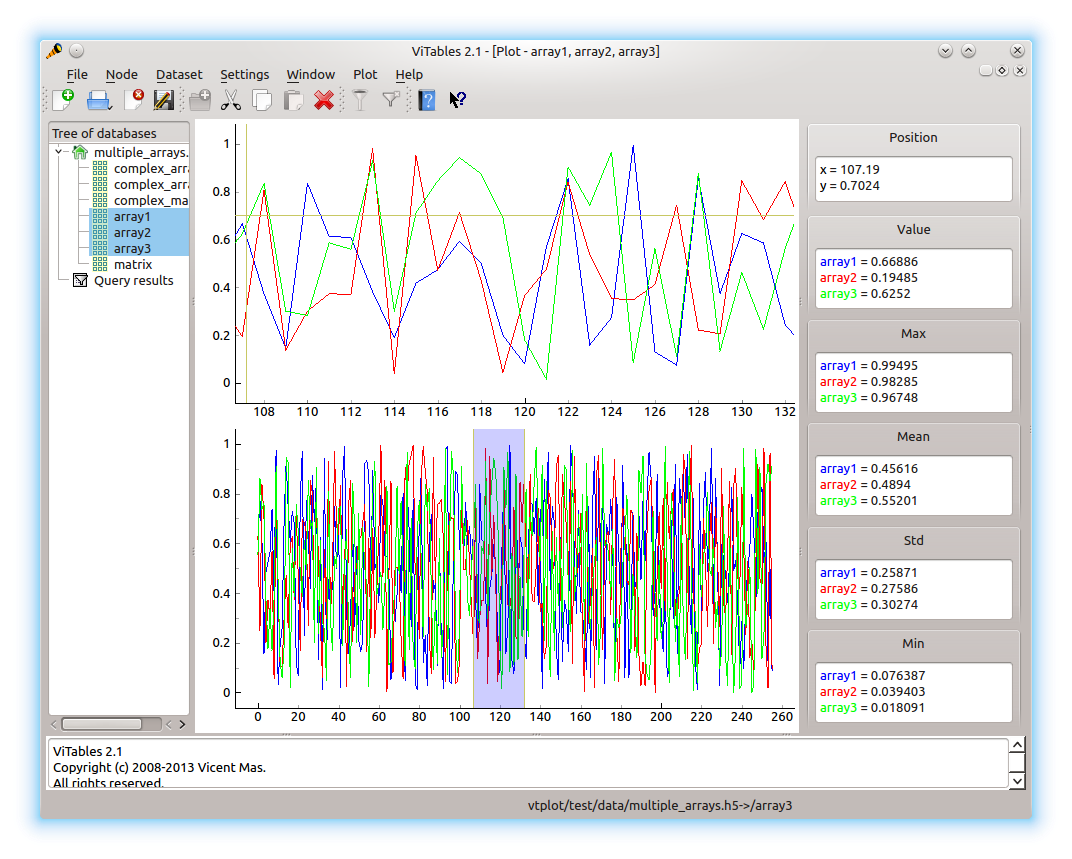 ViTables 2.1 - [Plot - array1, array2, array3]
File Node Dataset Settings Window Plot Help
Tree of databases
multiple_arrays.
complex_arra
complex_arra
complex_ma
array1
array2
array3
matrix
Query results
1
0.8
0.6
0.4
0.2
0
108 110 112 114 116 118 120 122 124 126 128 130 132
1
0.8
0.6
0.4
0.2
0
0 20 40 60 80 100 120 140 160 180 200 220 240 260
Position
x = 107.19
y = 0.7024
Value
array1 = 0.66886
array2 = 0.19485
array3 = 0.6252
Max
array1 = 0.99495
array2 = 0.98285
array3 = 0.96748
Mean
array1 = 0.45616
array2 = 0.4894
array3 = 0.55201
Std
array1 = 0.25871
array2 = 0.27586
array3 = 0.30274
Min
array1 = 0.076387
array2 = 0.039403
array3 = 0.018091
ViTables 2.1
Copyright (c) 2008-2013 Vicent Mas.
All rights reserved.
vtplot/test/data/multiple_arrays.h5->/array3